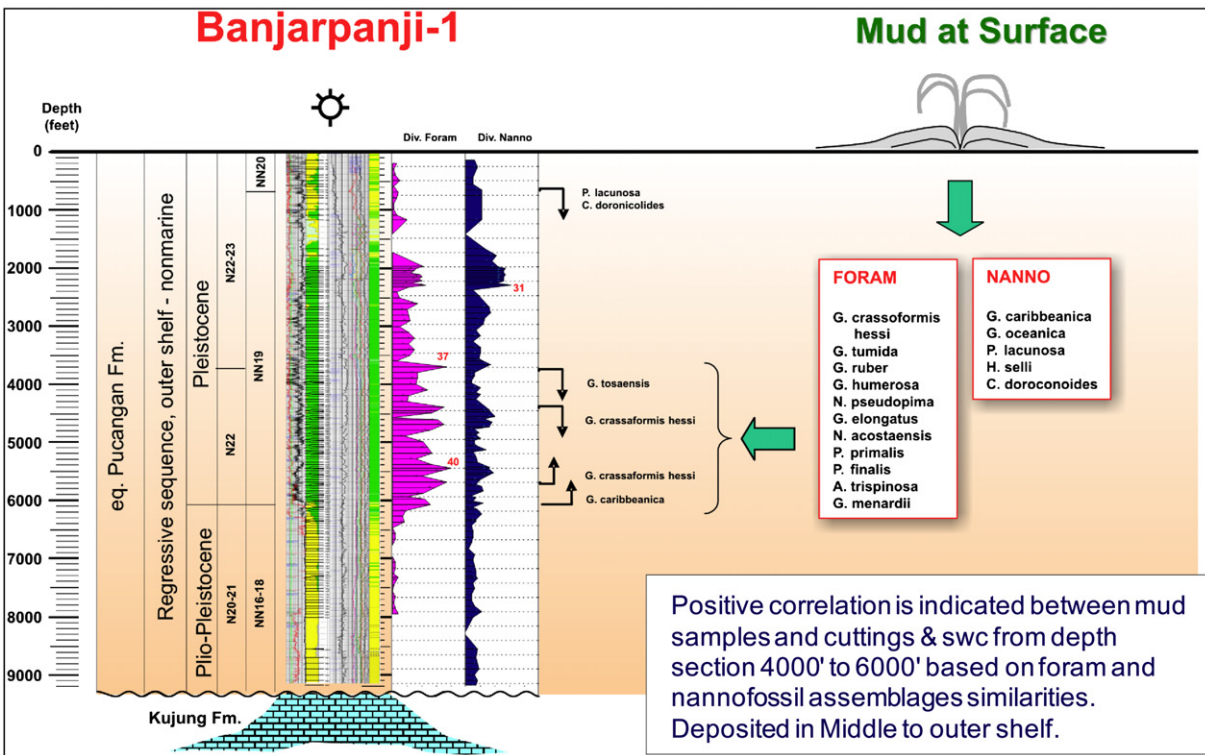 Banjarpanji-1
Mud at Surface
Depth
(feet)
Div. Foram
Div. Nanno
0
1000
2000
3000
4000
5000
6000
7000
8000
9000
eq. Pucangan Fm.
Regressive sequence, outer shelf - nonmarine
Pleistocene
Plio-Pleistocene
N22-23
N22
N20-21
NN20
NN19
NN16-18
31
37
40
P. lacunosa
C. doronicolides
G. tosaensis
G. crassaformis hessi
G. crassaformis hessi
G. caribbeanica
FORAM
G. crassoformis
hessi
G. tumida
G. ruber
G. humerosa
N. pseudopima
G. elongatus
N. acostaensis
P. primalis
P. finalis
A. trispinosa
G. menardii
NANNO
G. caribbeanica
G. oceanica
P. lacunosa
H. selli
C. doroconoides
Kujung Fm.
Positive correlation is indicated between mud
samples and cuttings & swc from depth
section 4000' to 6000' based on foram and
nannofossil assemblages similarities.
Deposited in Middle to outer shelf.